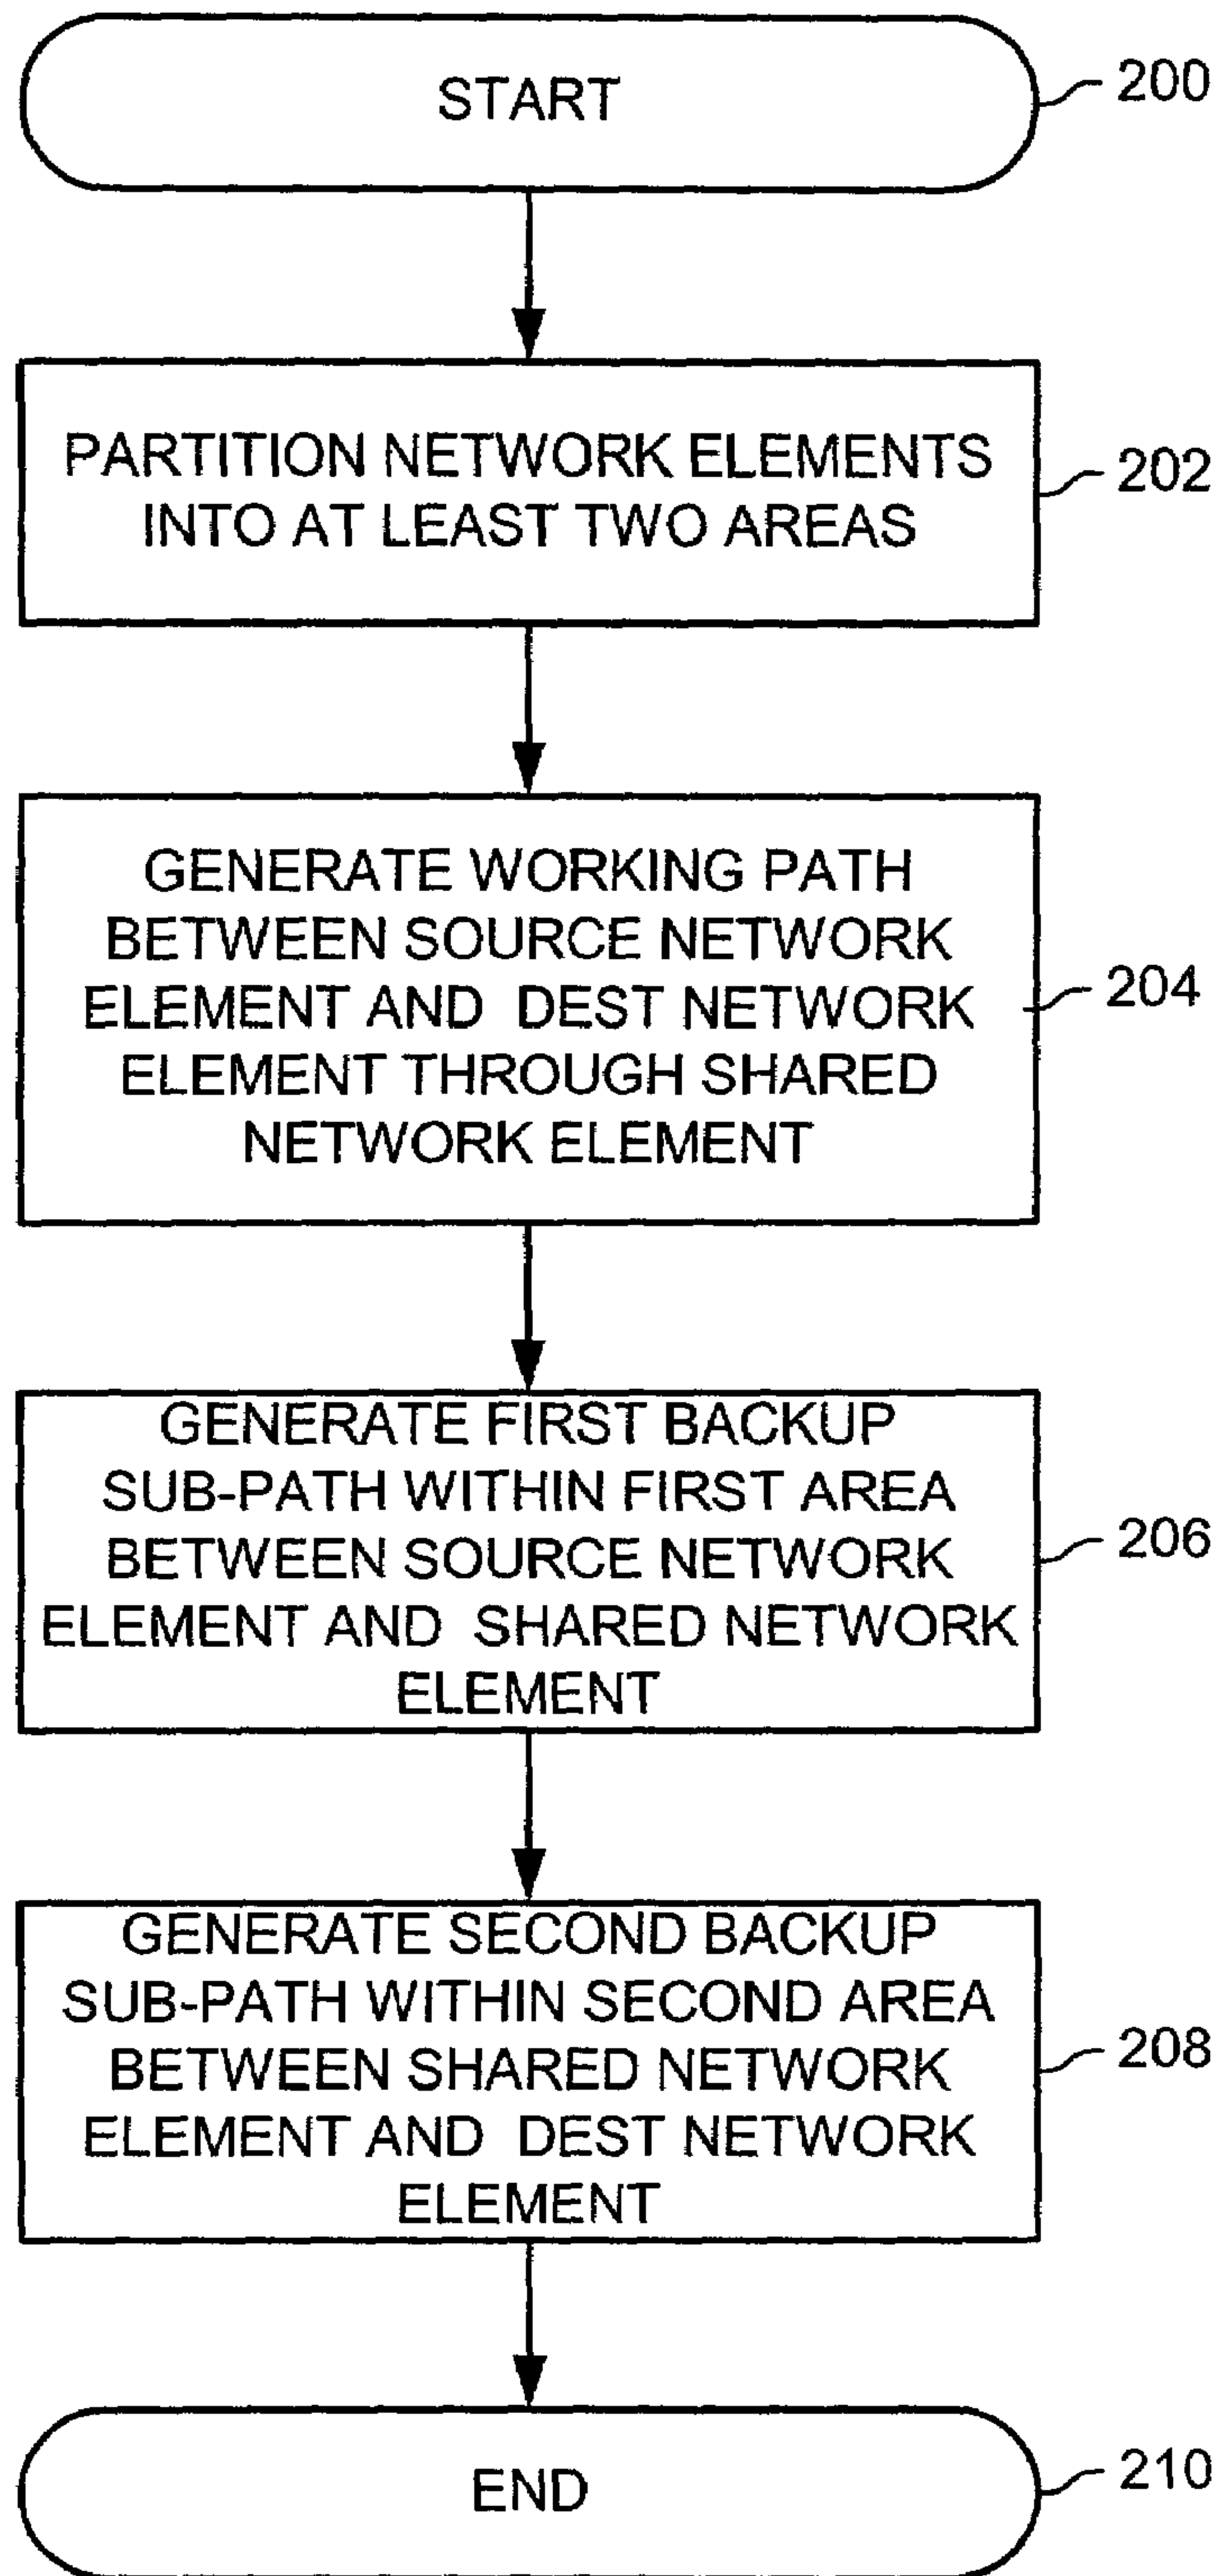 START
200
PARTITION NETWORK ELEMENTS
INTO AT LEAST TWO AREAS
202
GENERATE WORKING PATH
BETWEEN SOURCE NETWORK
ELEMENT AND DEST NETWORK
ELEMENT THROUGH SHARED
NETWORK ELEMENT
204
GENERATE FIRST BACKUP
SUB-PATH WITHIN FIRST AREA
BETWEEN SOURCE NETWORK
ELEMENT AND SHARED NETWORK
ELEMENT
206
GENERATE SECOND BACKUP
SUB-PATH WITHIN SECOND AREA
BETWEEN SHARED NETWORK
ELEMENT AND DEST NETWORK
ELEMENT
208
END
210